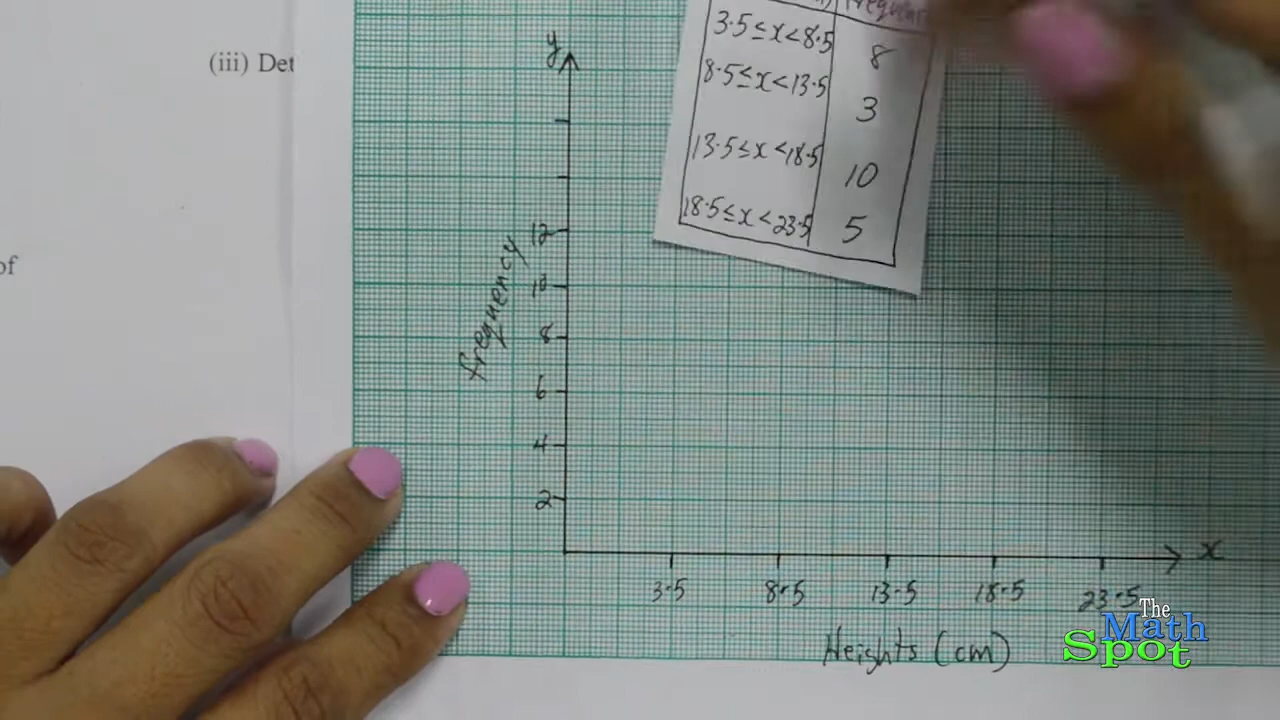 (iii) Det
of
y
frequency
3.5≤x<8.5 8
8.5≤x<13.5 3
13.5≤x<18.5 10
18.5≤x<23.5 5
12
10
8
6
4
2
x
3.5 8.5 13.5 18.5 23.5
Heights (cm)
The
Math
Spot